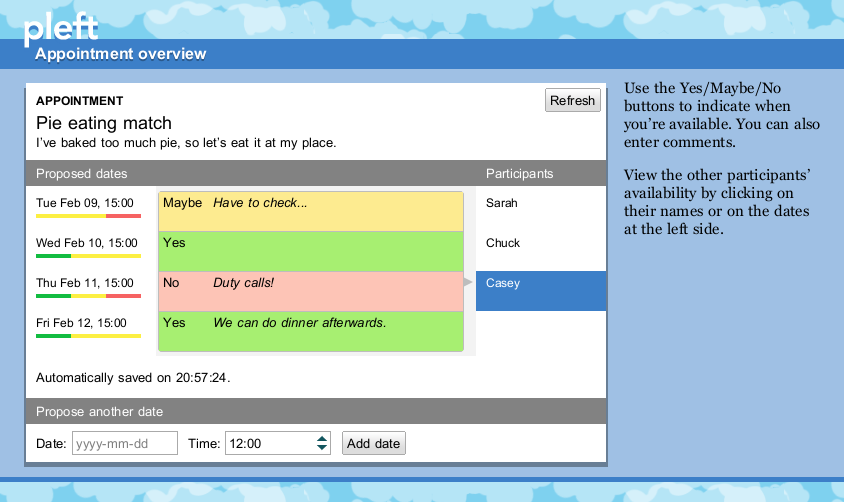 pleft
Appointment overview
APPOINTMENT
Refresh
Pie eating match
I've baked too much pie, so let's eat it at my place.
Proposed dates
Participants
Tue Feb 09, 15:00
Maybe Have to check...
Sarah
Wed Feb 10, 15:00
Yes
Chuck
Thu Feb 11, 15:00
No Duty calls!
Casey
Fri Feb 12, 15:00
Yes We can do dinner afterwards.
Automatically saved on 20:57:24.
Propose another date
Date: yyyy-mm-dd Time: 12:00 Add date
Use the Yes/Maybe/No
buttons to indicate when
you're available. You can also
enter comments.
View the other participants'
availability by clicking on
their names or on the dates
at the left side.